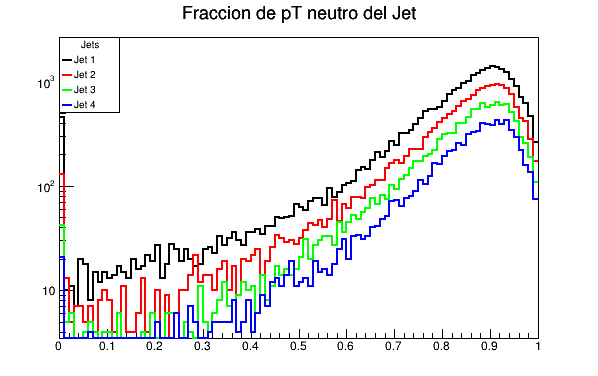 Fraccion de pT neutro del Jet
Jets
Jet 1
Jet 2
Jet 3
Jet 4
10³
10²
10
0 0.1 0.2 0.3 0.4 0.5 0.6 0.7 0.8 0.9 1